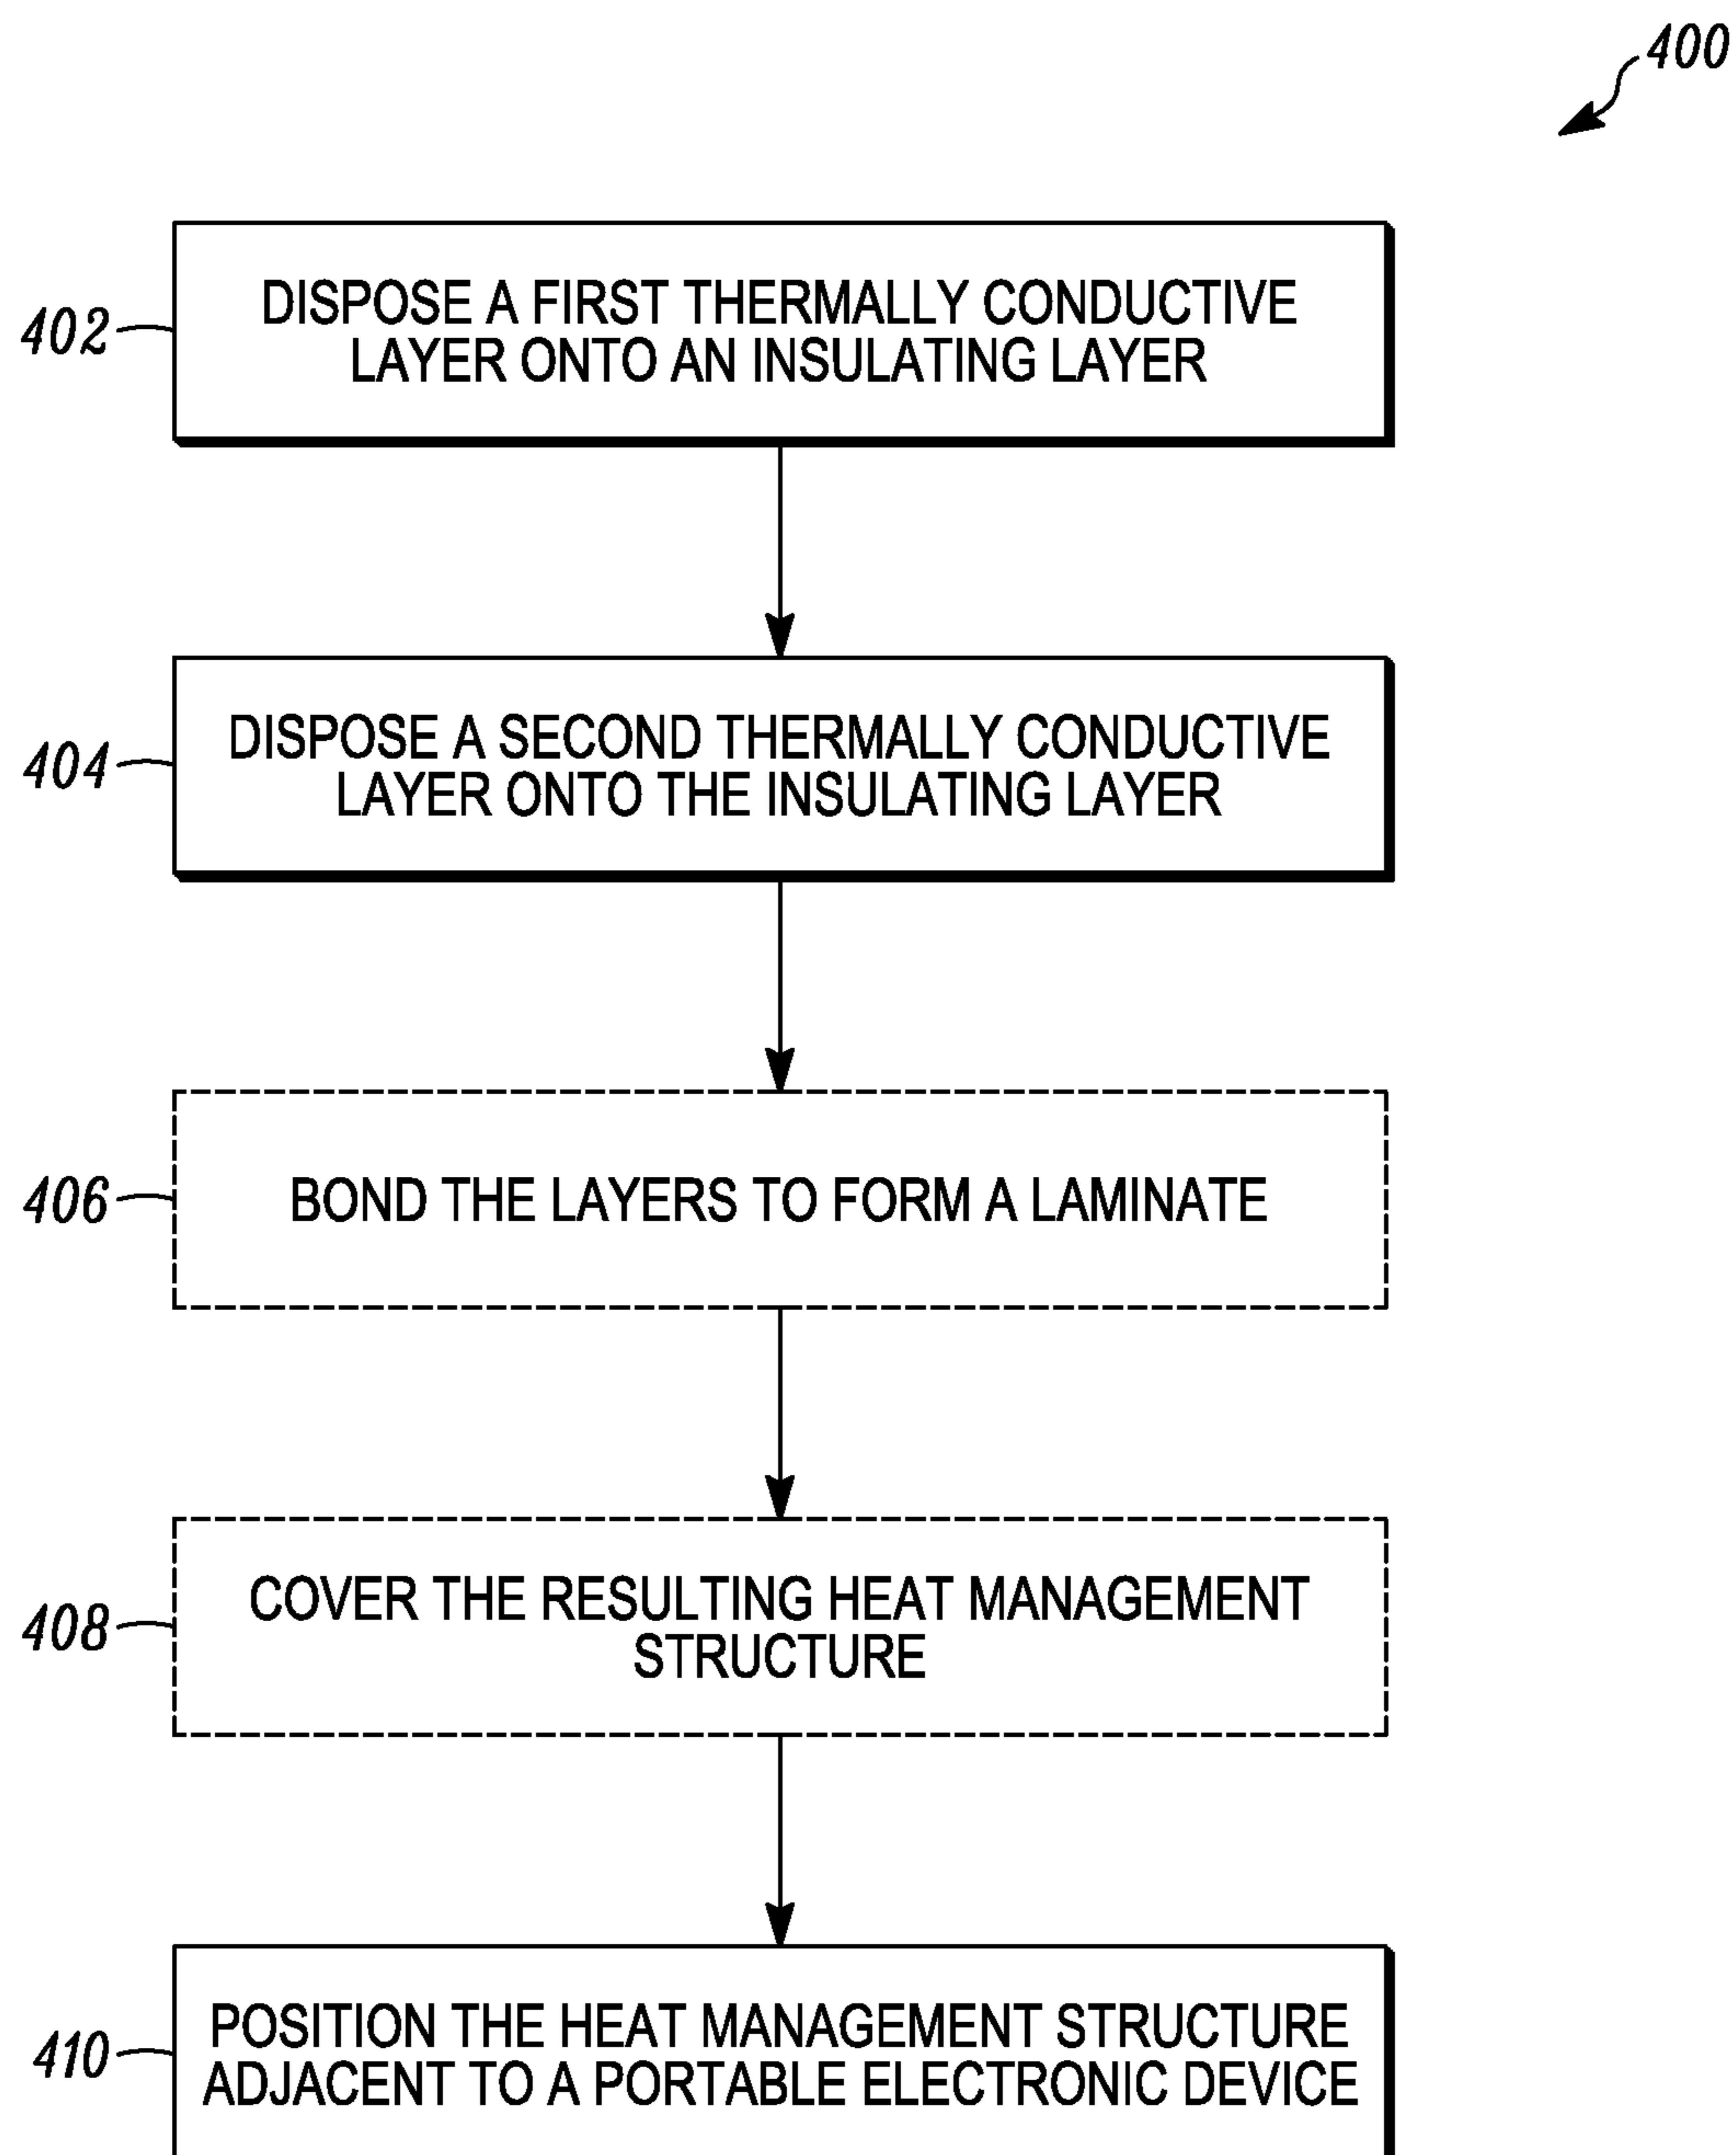 400
402
DISPOSE A FIRST THERMALLY CONDUCTIVE
LAYER ONTO AN INSULATING LAYER
404
DISPOSE A SECOND THERMALLY CONDUCTIVE
LAYER ONTO THE INSULATING LAYER
406
BOND THE LAYERS TO FORM A LAMINATE
408
COVER THE RESULTING HEAT MANAGEMENT
STRUCTURE
410
POSITION THE HEAT MANAGEMENT STRUCTURE
ADJACENT TO A PORTABLE ELECTRONIC DEVICE